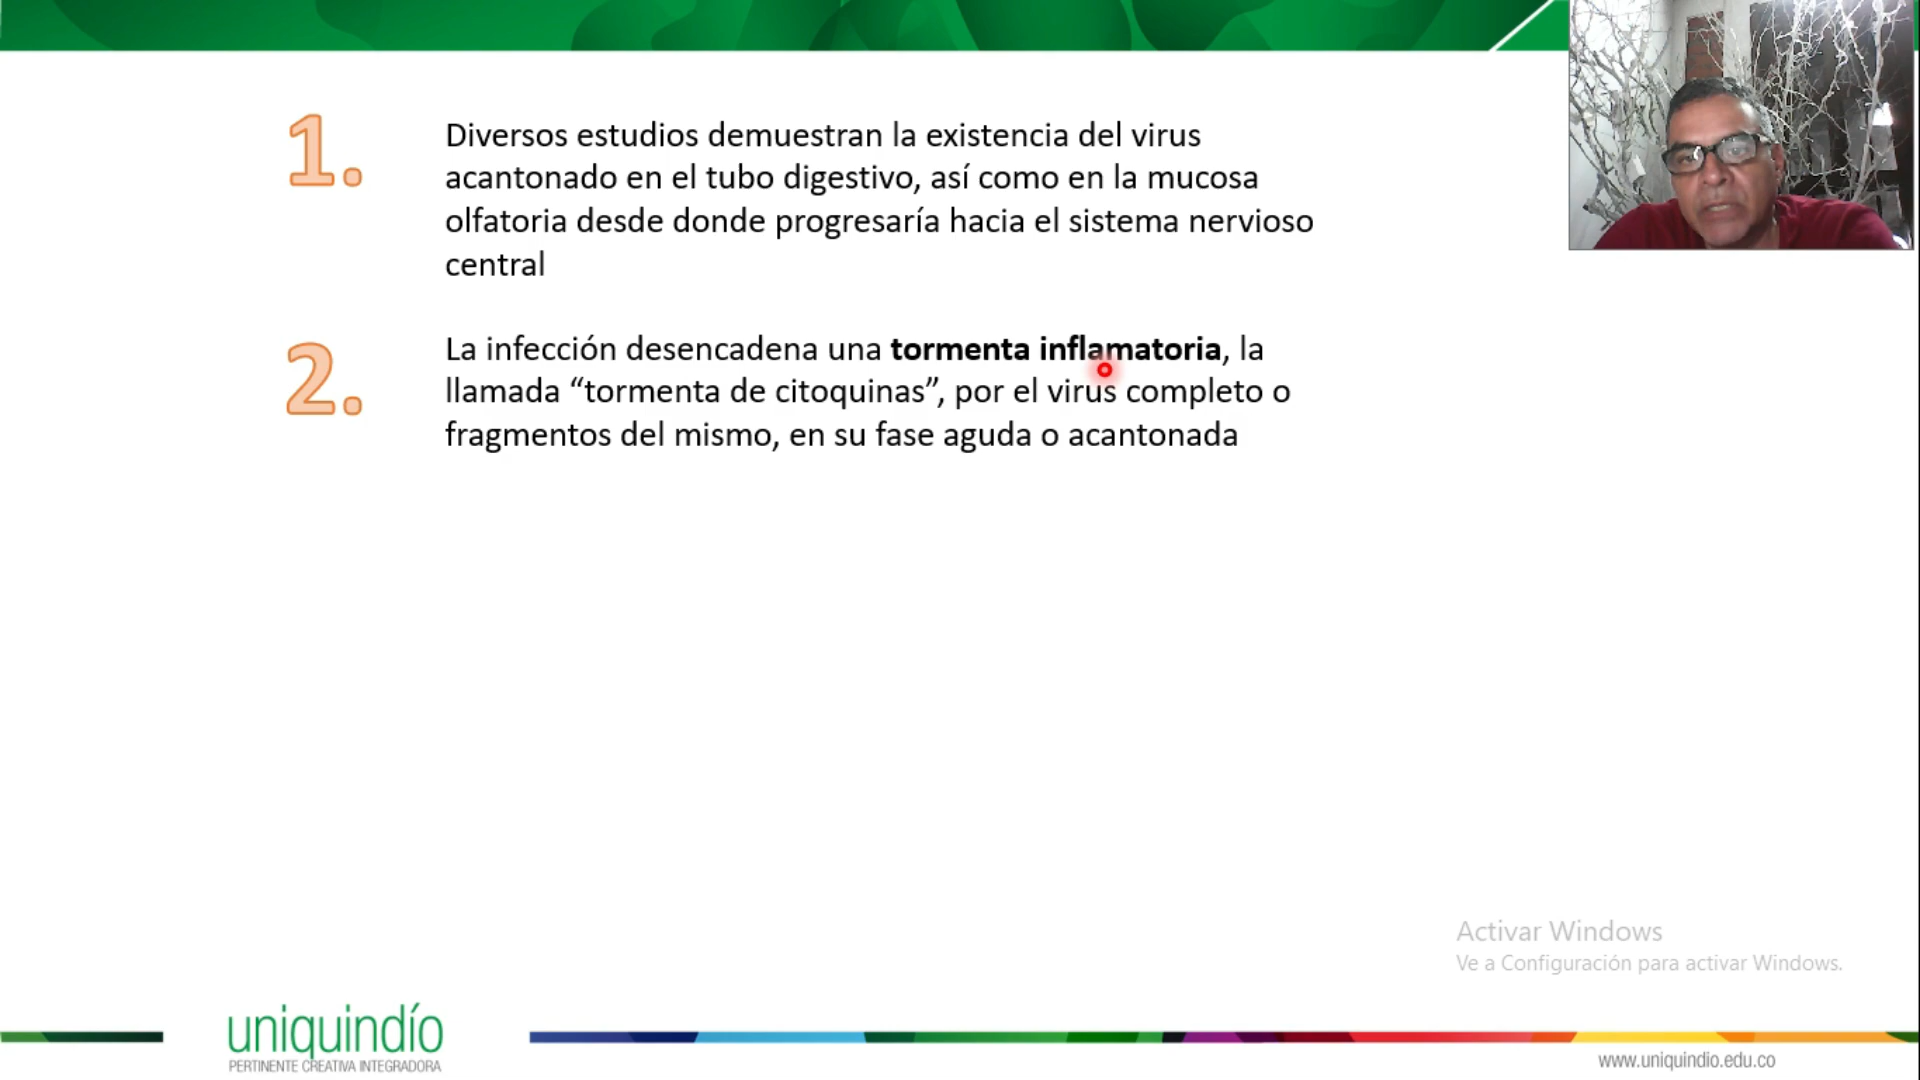 1.
Diversos estudios demuestran la existencia del virus
acantonado en el tubo digestivo, así como en la mucosa
olfatoria desde donde progresaría hacia el sistema nervioso
central
2.
La infección desencadena una tormenta inflamatoria, la
llamada “tormenta de citoquinas”, por el virus completo o
fragmentos del mismo, en su fase aguda o acantonada
Activar Windows
Ve a Configuración para activar Windows.
uniquindío
PERTINENTE CREATIVA INTEGRADORA
www.uniquindio.edu.co